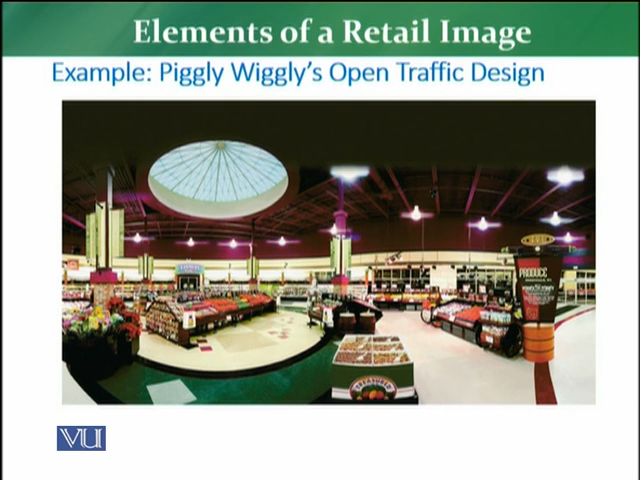 Elements of a Retail Image
Example: Piggly Wiggly's Open Traffic Design
PRODUCE
VU